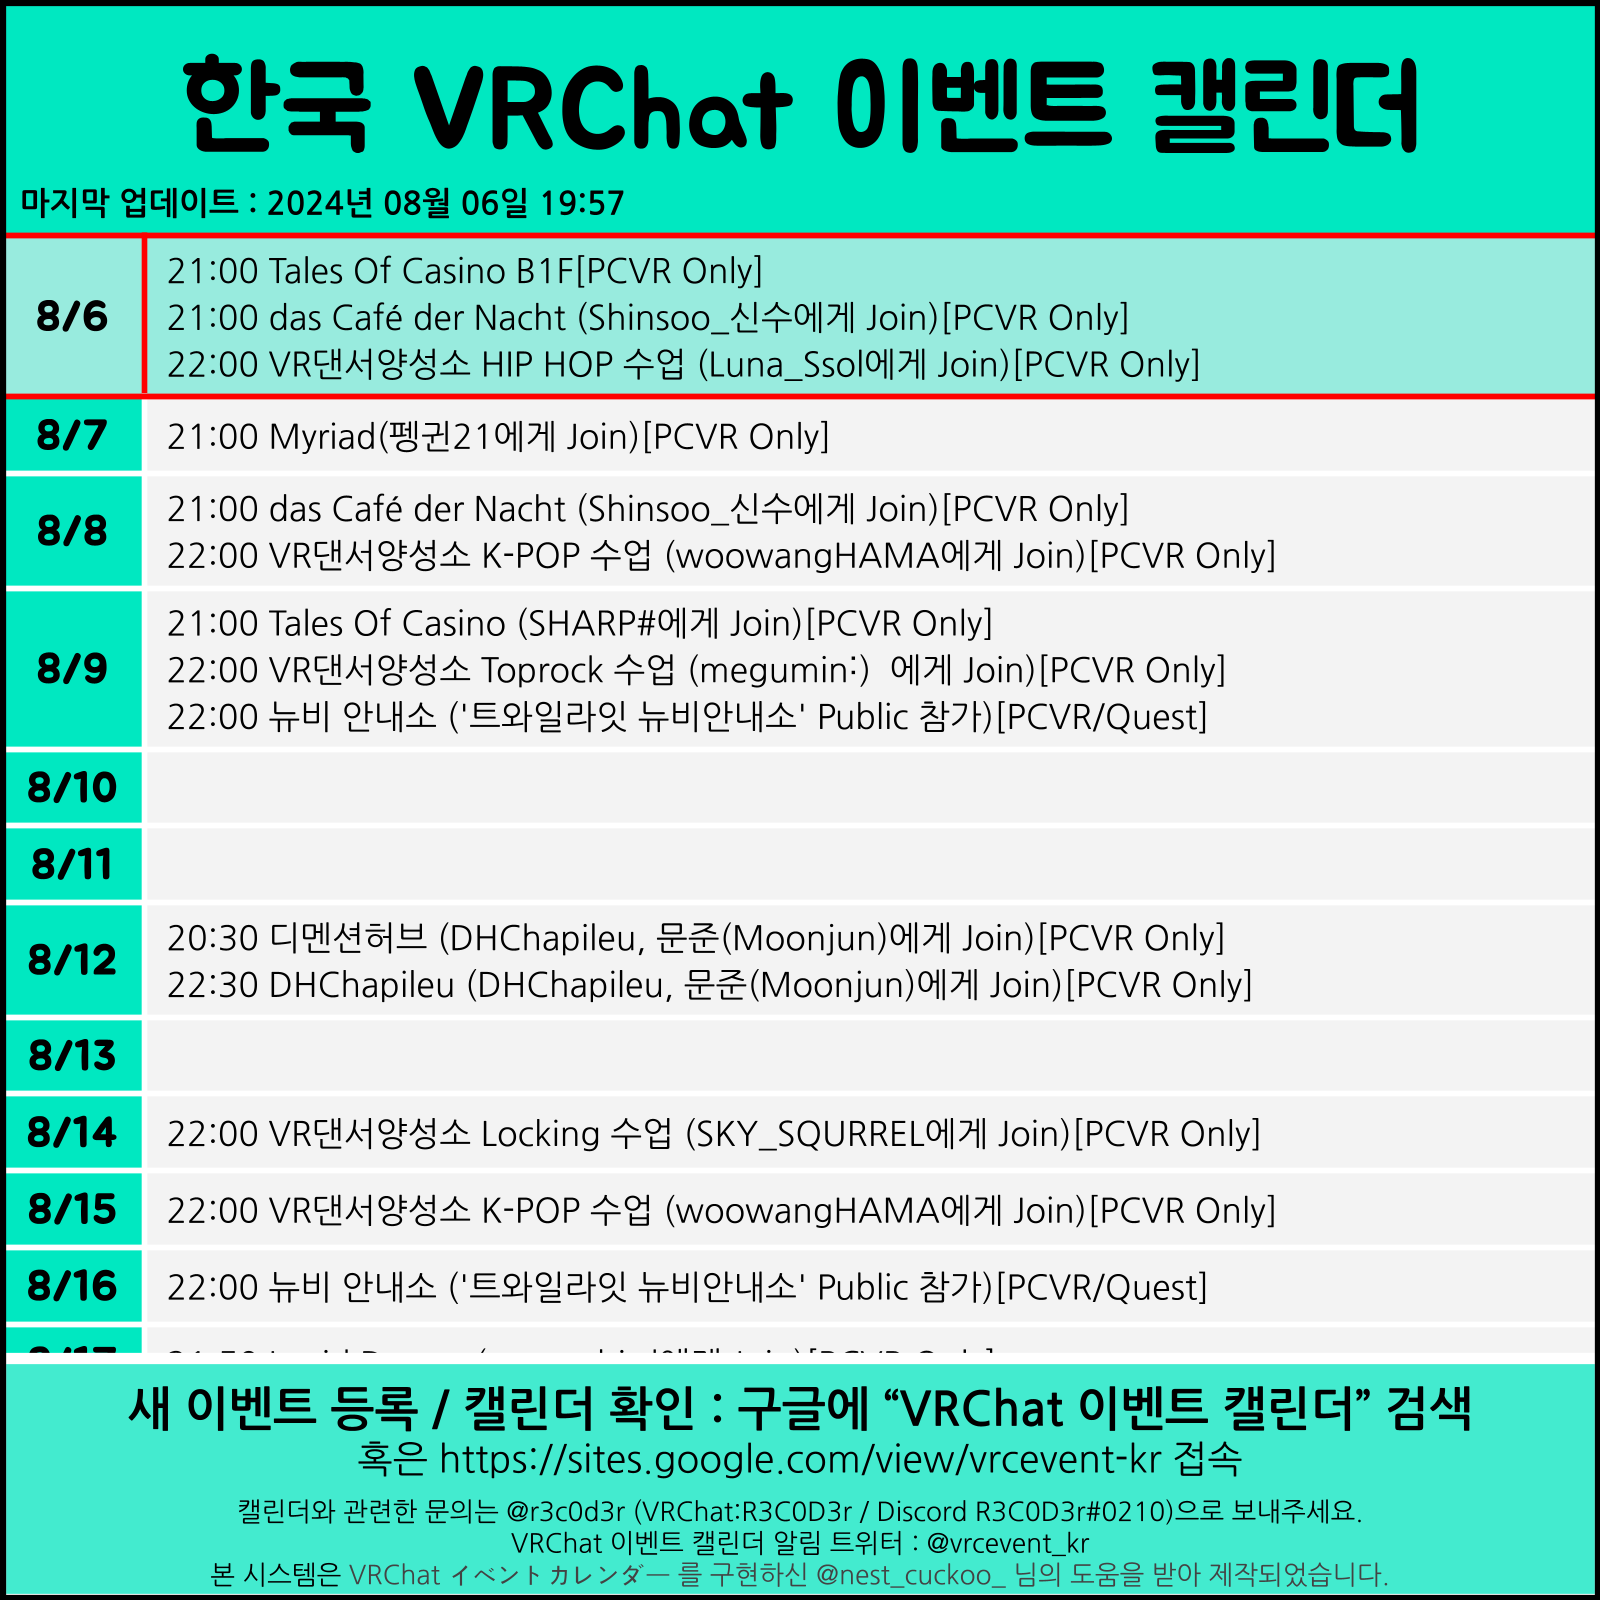 한국 VRChat 이벤트 캘린더
마지막 업데이트 : 2024년 08월 06일 19:57
8/6
21:00 Tales Of Casino B1F[PCVR Only]
21:00 das Café der Nacht (Shinsoo_신수에게 Join)[PCVR Only]
22:00 VR댄서양성소 HIP HOP 수업 (Luna_Ssol에게 Join)[PCVR Only]
8/7
21:00 Myriad(펭귄21에게 Join)[PCVR Only]
8/8
21:00 das Café der Nacht (Shinsoo_신수에게 Join)[PCVR Only]
22:00 VR댄서양성소 K-POP 수업 (woowangHAMA에게 Join)[PCVR Only]
8/9
21:00 Tales Of Casino (SHARP#에게 Join)[PCVR Only]
22:00 VR댄서양성소 Toprock 수업 (megumin:)  에게 Join)[PCVR Only]
22:00 뉴비 안내소 ('트와일라잇 뉴비안내소' Public 참가)[PCVR/Quest]
8/10
8/11
8/12
20:30 디멘션허브 (DHChapileu, 문준(Moonjun)에게 Join)[PCVR Only]
22:30 DHChapileu (DHChapileu, 문준(Moonjun)에게 Join)[PCVR Only]
8/13
8/14
22:00 VR댄서양성소 Locking 수업 (SKY_SQURREL에게 Join)[PCVR Only]
8/15
22:00 VR댄서양성소 K-POP 수업 (woowangHAMA에게 Join)[PCVR Only]
8/16
22:00 뉴비 안내소 ('트와일라잇 뉴비안내소' Public 참가)[PCVR/Quest]
8/17
새 이벤트 등록 / 캘린더 확인 : 구글에 “VRChat 이벤트 캘린더” 검색
혹은 https://sites.google.com/view/vrcevent-kr 접속
캘린더와 관련한 문의는 @r3c0d3r (VRChat:R3C0D3r / Discord R3C0D3r#0210)으로 보내주세요.
VRChat 이벤트 캘린더 알림 트위터 : @vrcevent_kr
본 시스템은 VRChat イベントカレンダー 를 구현하신 @nest_cuckoo_ 님의 도움을 받아 제작되었습니다.